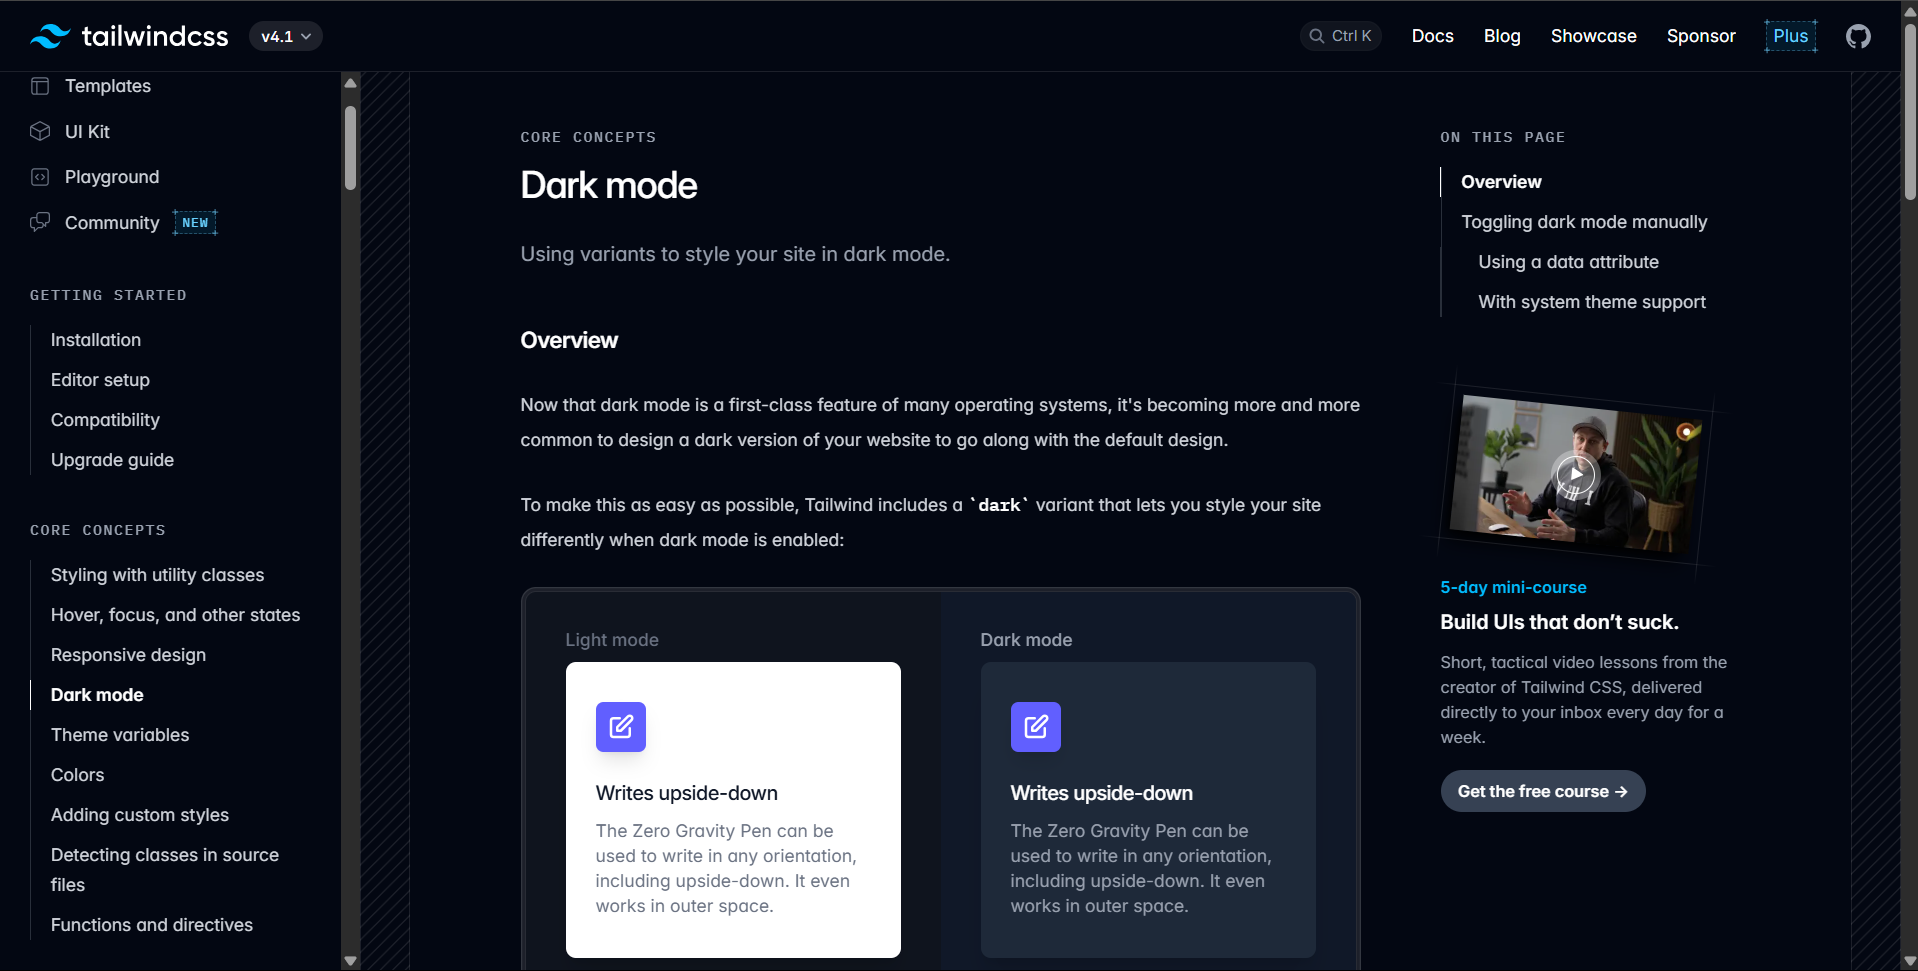 tailwindcss
v4.1
Ctrl K
Docs
Blog
Showcase
Sponsor
Plus
Templates
UI Kit
Playground
Community NEW
GETTING STARTED
Installation
Editor setup
Compatibility
Upgrade guide
CORE CONCEPTS
Styling with utility classes
Hover, focus, and other states
Responsive design
Dark mode
Theme variables
Colors
Adding custom styles
Detecting classes in source
files
Functions and directives
CORE CONCEPTS
Dark mode
Using variants to style your site in dark mode.
Overview
Now that dark mode is a first-class feature of many operating systems, it's becoming more and more
common to design a dark version of your website to go along with the default design.
To make this as easy as possible, Tailwind includes a `dark` variant that lets you style your site
differently when dark mode is enabled:
Light mode
Writes upside-down
The Zero Gravity Pen can be
used to write in any orientation,
including upside-down. It even
works in outer space.
Dark mode
Writes upside-down
The Zero Gravity Pen can be
used to write in any orientation,
including upside-down. It even
works in outer space.
ON THIS PAGE
Overview
Toggling dark mode manually
Using a data attribute
With system theme support
5-day mini-course
Build UIs that don’t suck.
Short, tactical video lessons from the
creator of Tailwind CSS, delivered
directly to your inbox every day for a
week.
Get the free course →